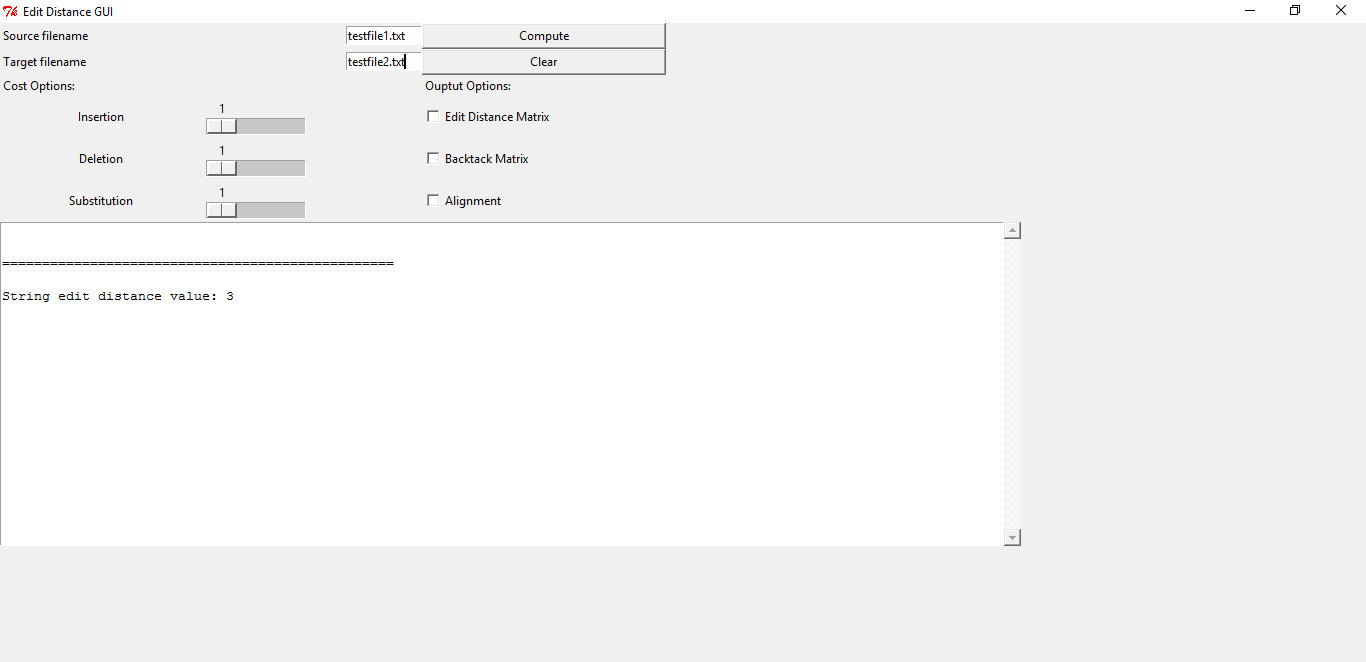 Edit Distance GUI
Source filename testfile1.txt Compute
Target filename testfile2.txt Clear
Cost Options: Ouptut Options:
1
Insertion Edit Distance Matrix
1
Deletion Backtack Matrix
1
Substitution Alignment
=================================================
String edit distance value: 3